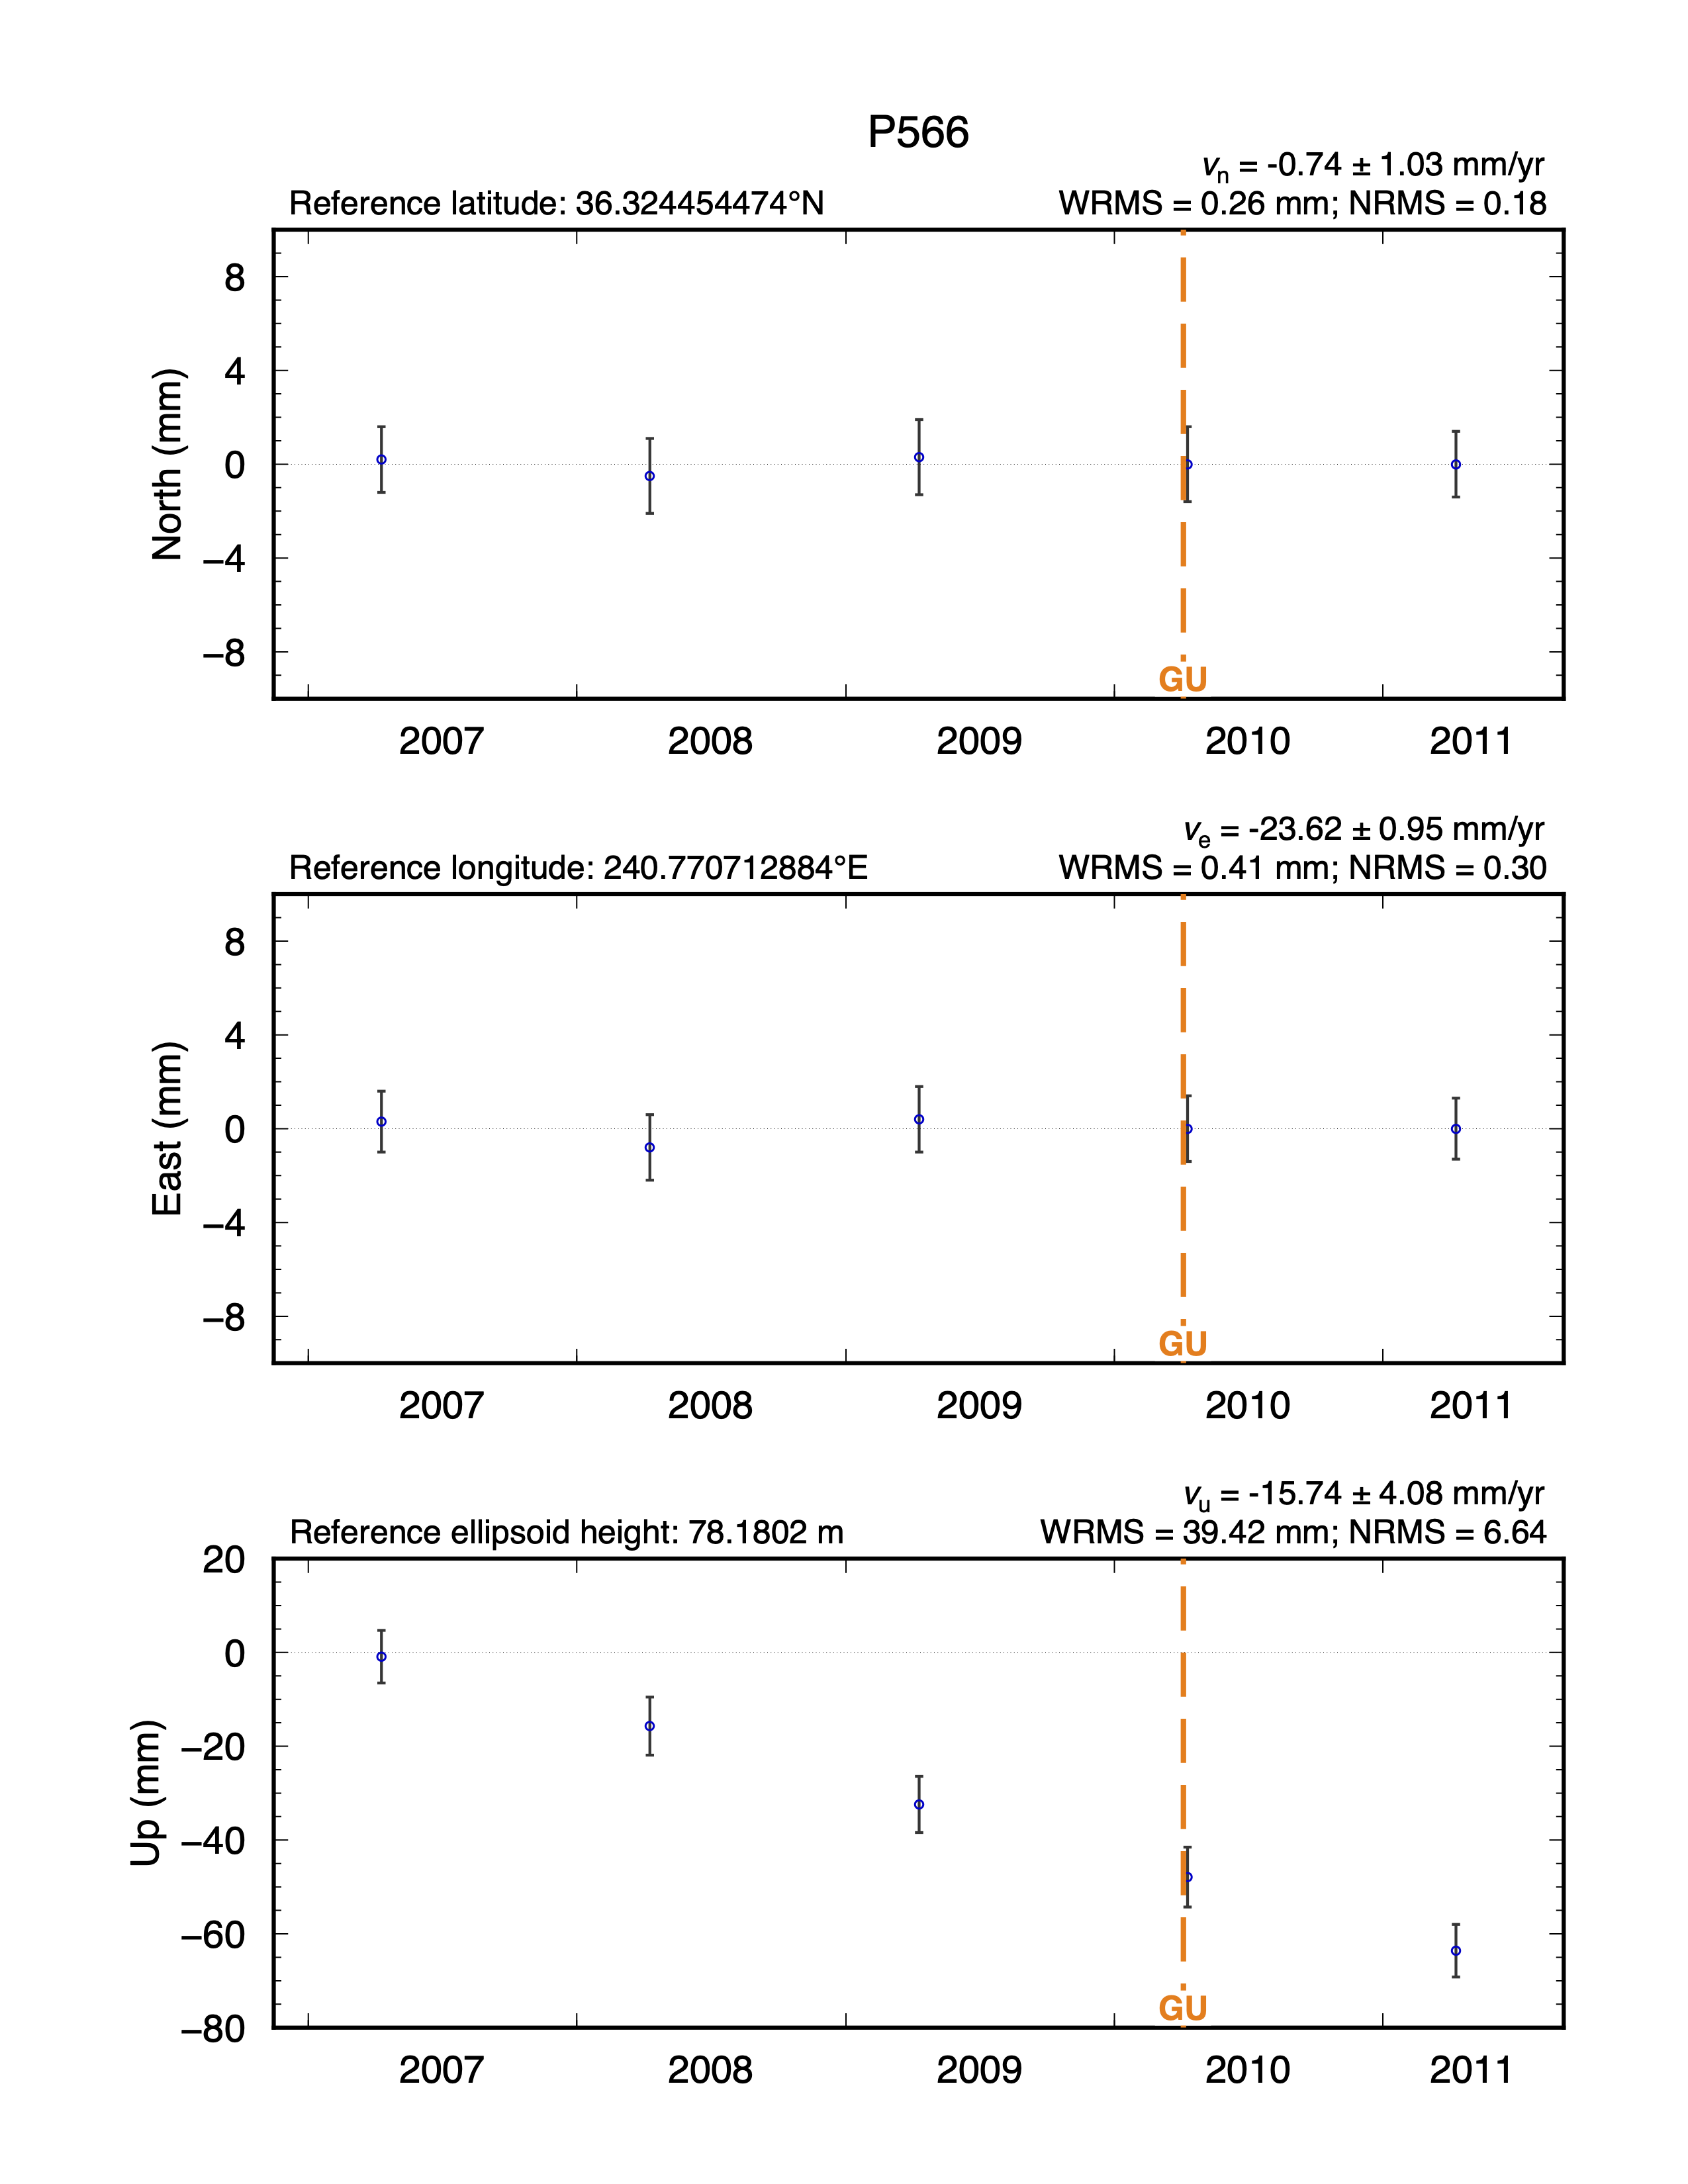 P566
vn = -0.74 ± 1.03 mm/yr
Reference latitude: 36.324454474°N
WRMS = 0.26 mm; NRMS = 0.18
8
4
0
−4
−8
North (mm)
GU
2007 2008 2009 2010 2011
ve = -23.62 ± 0.95 mm/yr
Reference longitude: 240.770712884°E
WRMS = 0.41 mm; NRMS = 0.30
8
4
0
−4
−8
East (mm)
GU
2007 2008 2009 2010 2011
vu = -15.74 ± 4.08 mm/yr
Reference ellipsoid height: 78.1802 m
WRMS = 39.42 mm; NRMS = 6.64
20
0
−20
−40
−60
−80
Up (mm)
GU
2007 2008 2009 2010 2011